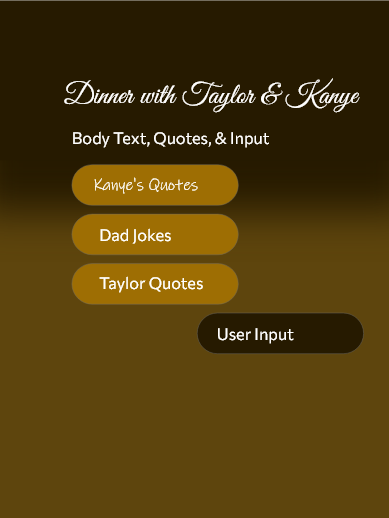 Dinner with Taylor & Kanye
Body Text, Quotes, & Input
Kanye's Quotes
Dad Jokes
Taylor Quotes
User Input